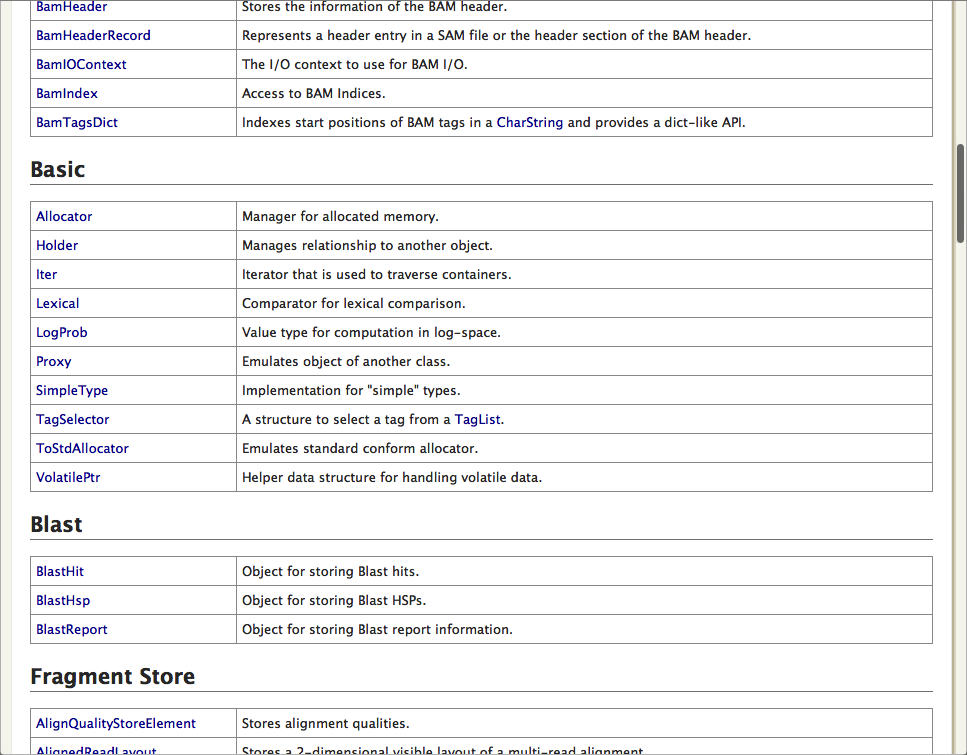 BamHeader Stores the information of the BAM header.
BamHeaderRecord Represents a header entry in a SAM file or the header section of the BAM header.
BamIOContext The I/O context to use for BAM I/O.
BamIndex Access to BAM Indices.
BamTagsDict Indexes start positions of BAM tags in a CharString and provides a dict-like API.
Basic
Allocator Manager for allocated memory.
Holder Manages relationship to another object.
Iter Iterator that is used to traverse containers.
Lexical Comparator for lexical comparison.
LogProb Value type for computation in log-space.
Proxy Emulates object of another class.
SimpleType Implementation for "simple" types.
TagSelector A structure to select a tag from a TagList.
ToStdAllocator Emulates standard conform allocator.
VolatilePtr Helper data structure for handling volatile data.
Blast
BlastHit Object for storing Blast hits.
BlastHsp Object for storing Blast HSPs.
BlastReport Object for storing Blast report information.
Fragment Store
AlignQualityStoreElement Stores alignment qualities.
AlignedReadLayout Stores a 2-dimensional visible layout of a multi-read alignment.